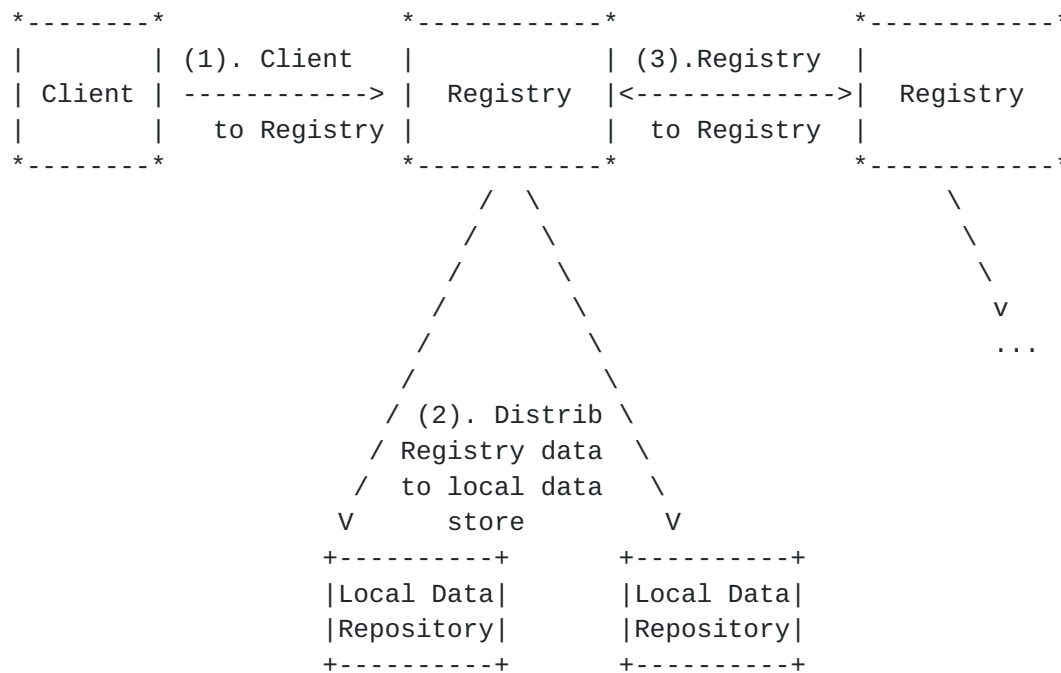 (1). Client (3).Registry
Client Registry Registry
to Registry to Registry
...
(2). Distrib
Registry data
to local data
store
Local Data Local Data
Repository Repository